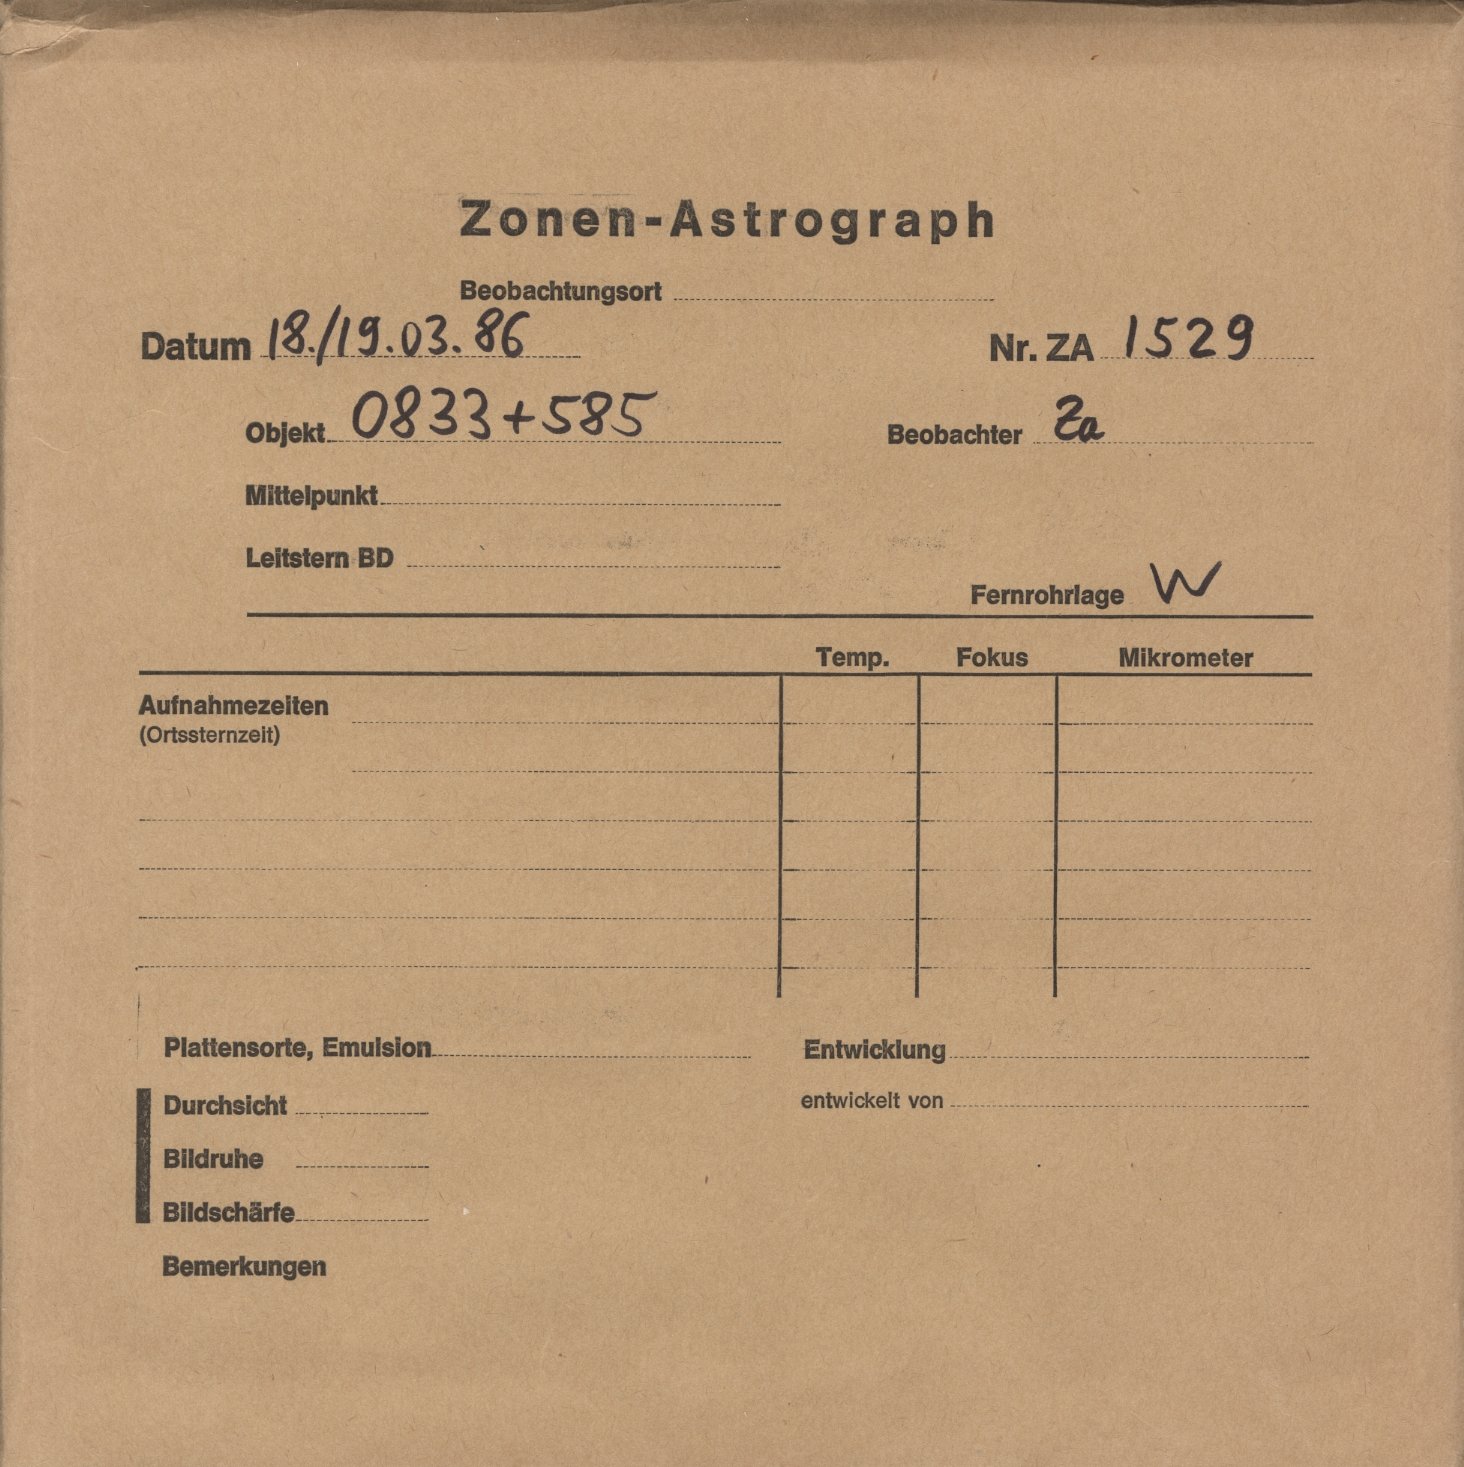 Zonen-Astrograph
Beobachtungsort
Datum 18./19.03.86 Nr. ZA 1529
Objekt 0833+585 Beobachter Za
Mittelpunkt
Leitstern BD
Fernrohrlage W
Temp. Fokus Mikrometer
Aufnahmezeiten
(Ortssternzeit)
Plattensorte, Emulsion Entwicklung
Durchsicht entwickelt von
Bildruhe
Bildschärfe
Bemerkungen